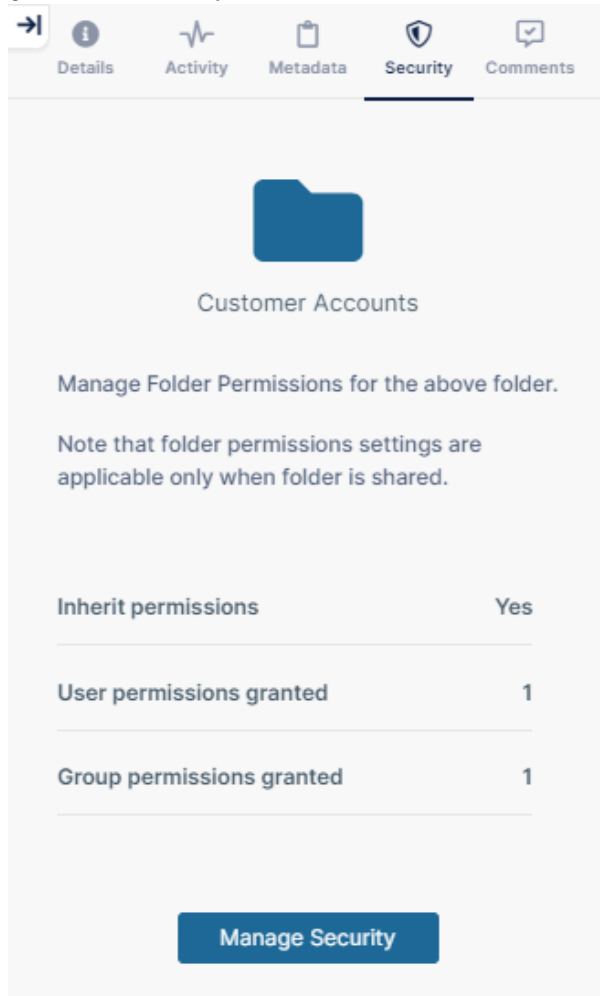 Details Activity Metadata Security Comments
Customer Accounts
Manage Folder Permissions for the above folder.
Note that folder permissions settings are
applicable only when folder is shared.
Inherit permissions Yes
User permissions granted 1
Group permissions granted 1
Manage Security